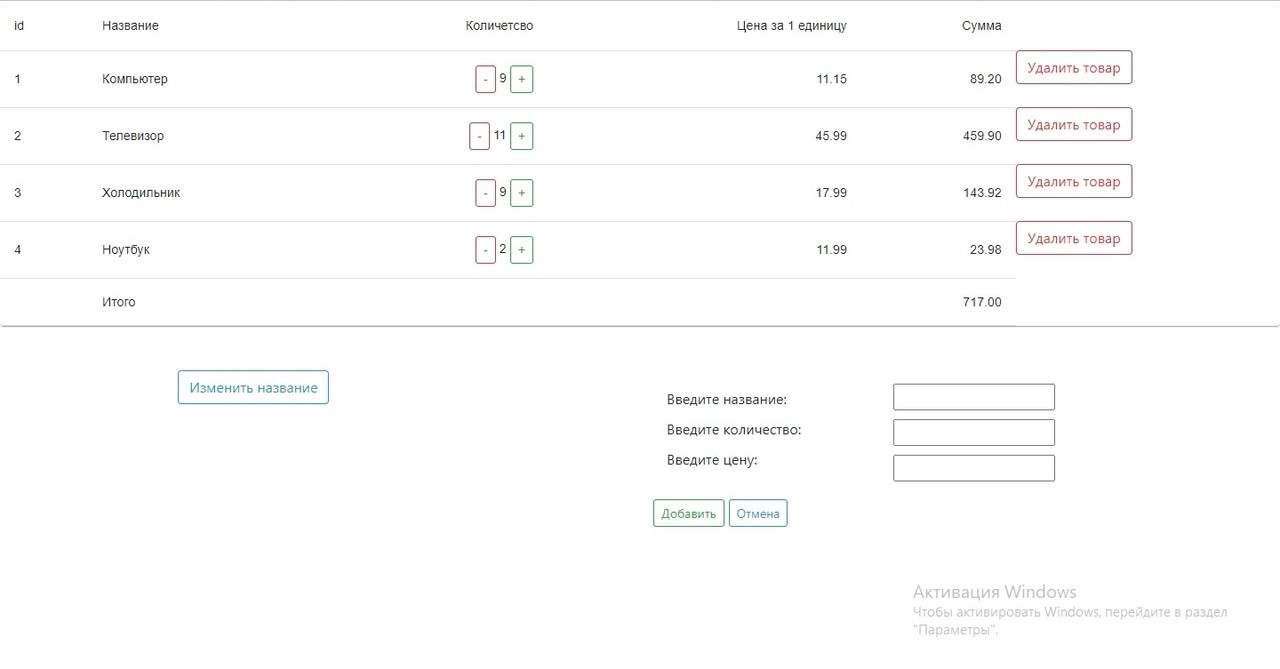 id Название Количетсво Цена за 1 единицу Сумма
1 Компьютер - 9 + 11.15 89.20 Удалить товар
2 Телевизор - 11 + 45.99 459.90 Удалить товар
3 Холодильник - 9 + 17.99 143.92 Удалить товар
4 Ноутбук - 2 + 11.99 23.98 Удалить товар
Итого 717.00
Изменить название
Введите название:
Введите количество:
Введите цену:
Добавить Отмена
Активация Windows
Чтобы активировать Windows, перейдите в раздел
"Параметры".